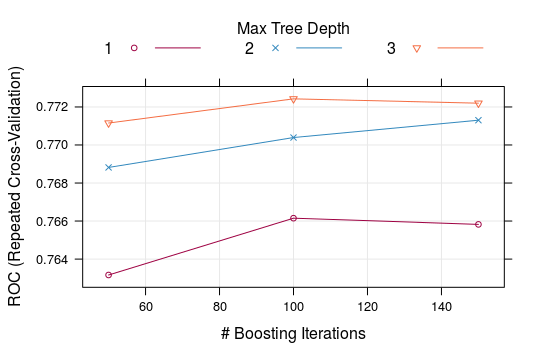 Max Tree Depth
1 2 3
0.772
0.770
0.768
0.766
0.764
ROC (Repeated Cross-Validation)
60 80 100 120 140
# Boosting Iterations